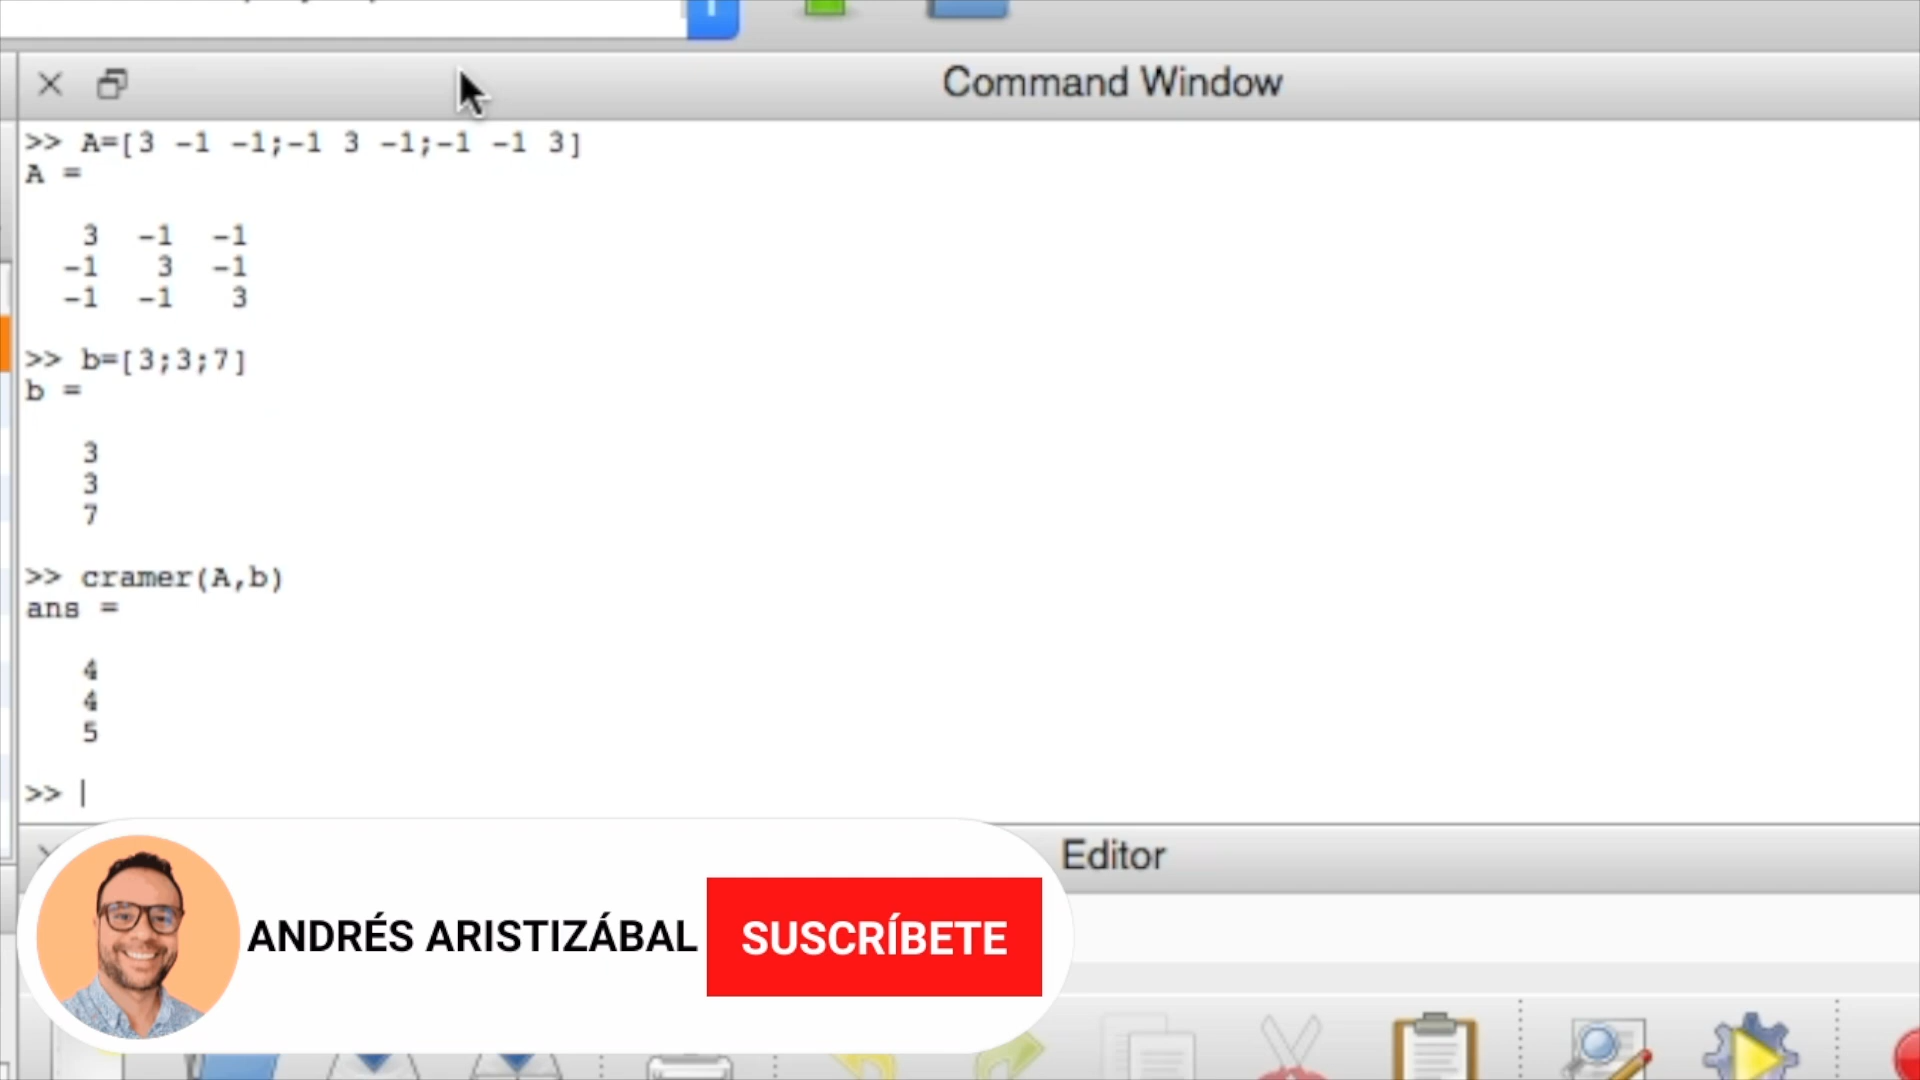 Command Window
>> A=[3 -1 -1;-1 3 -1;-1 -1 3]
A =
3 -1 -1
-1 3 -1
-1 -1 3
>> b=[3;3;7]
b =
3
3
7
>> cramer(A,b)
ans =
4
4
5
>>
Editor
ANDRÉS ARISTIZÁBAL
SUSCRÍBETE